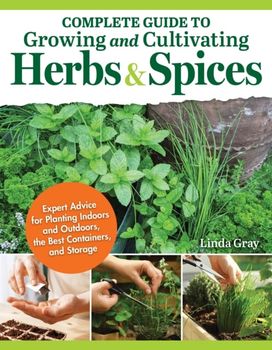 COMPLETE GUIDE TO
Growing and Cultivating
Herbs & Spices
Expert Advice
for Planting Indoors
and Outdoors,
the Best Containers,
and Storage
Linda Gray